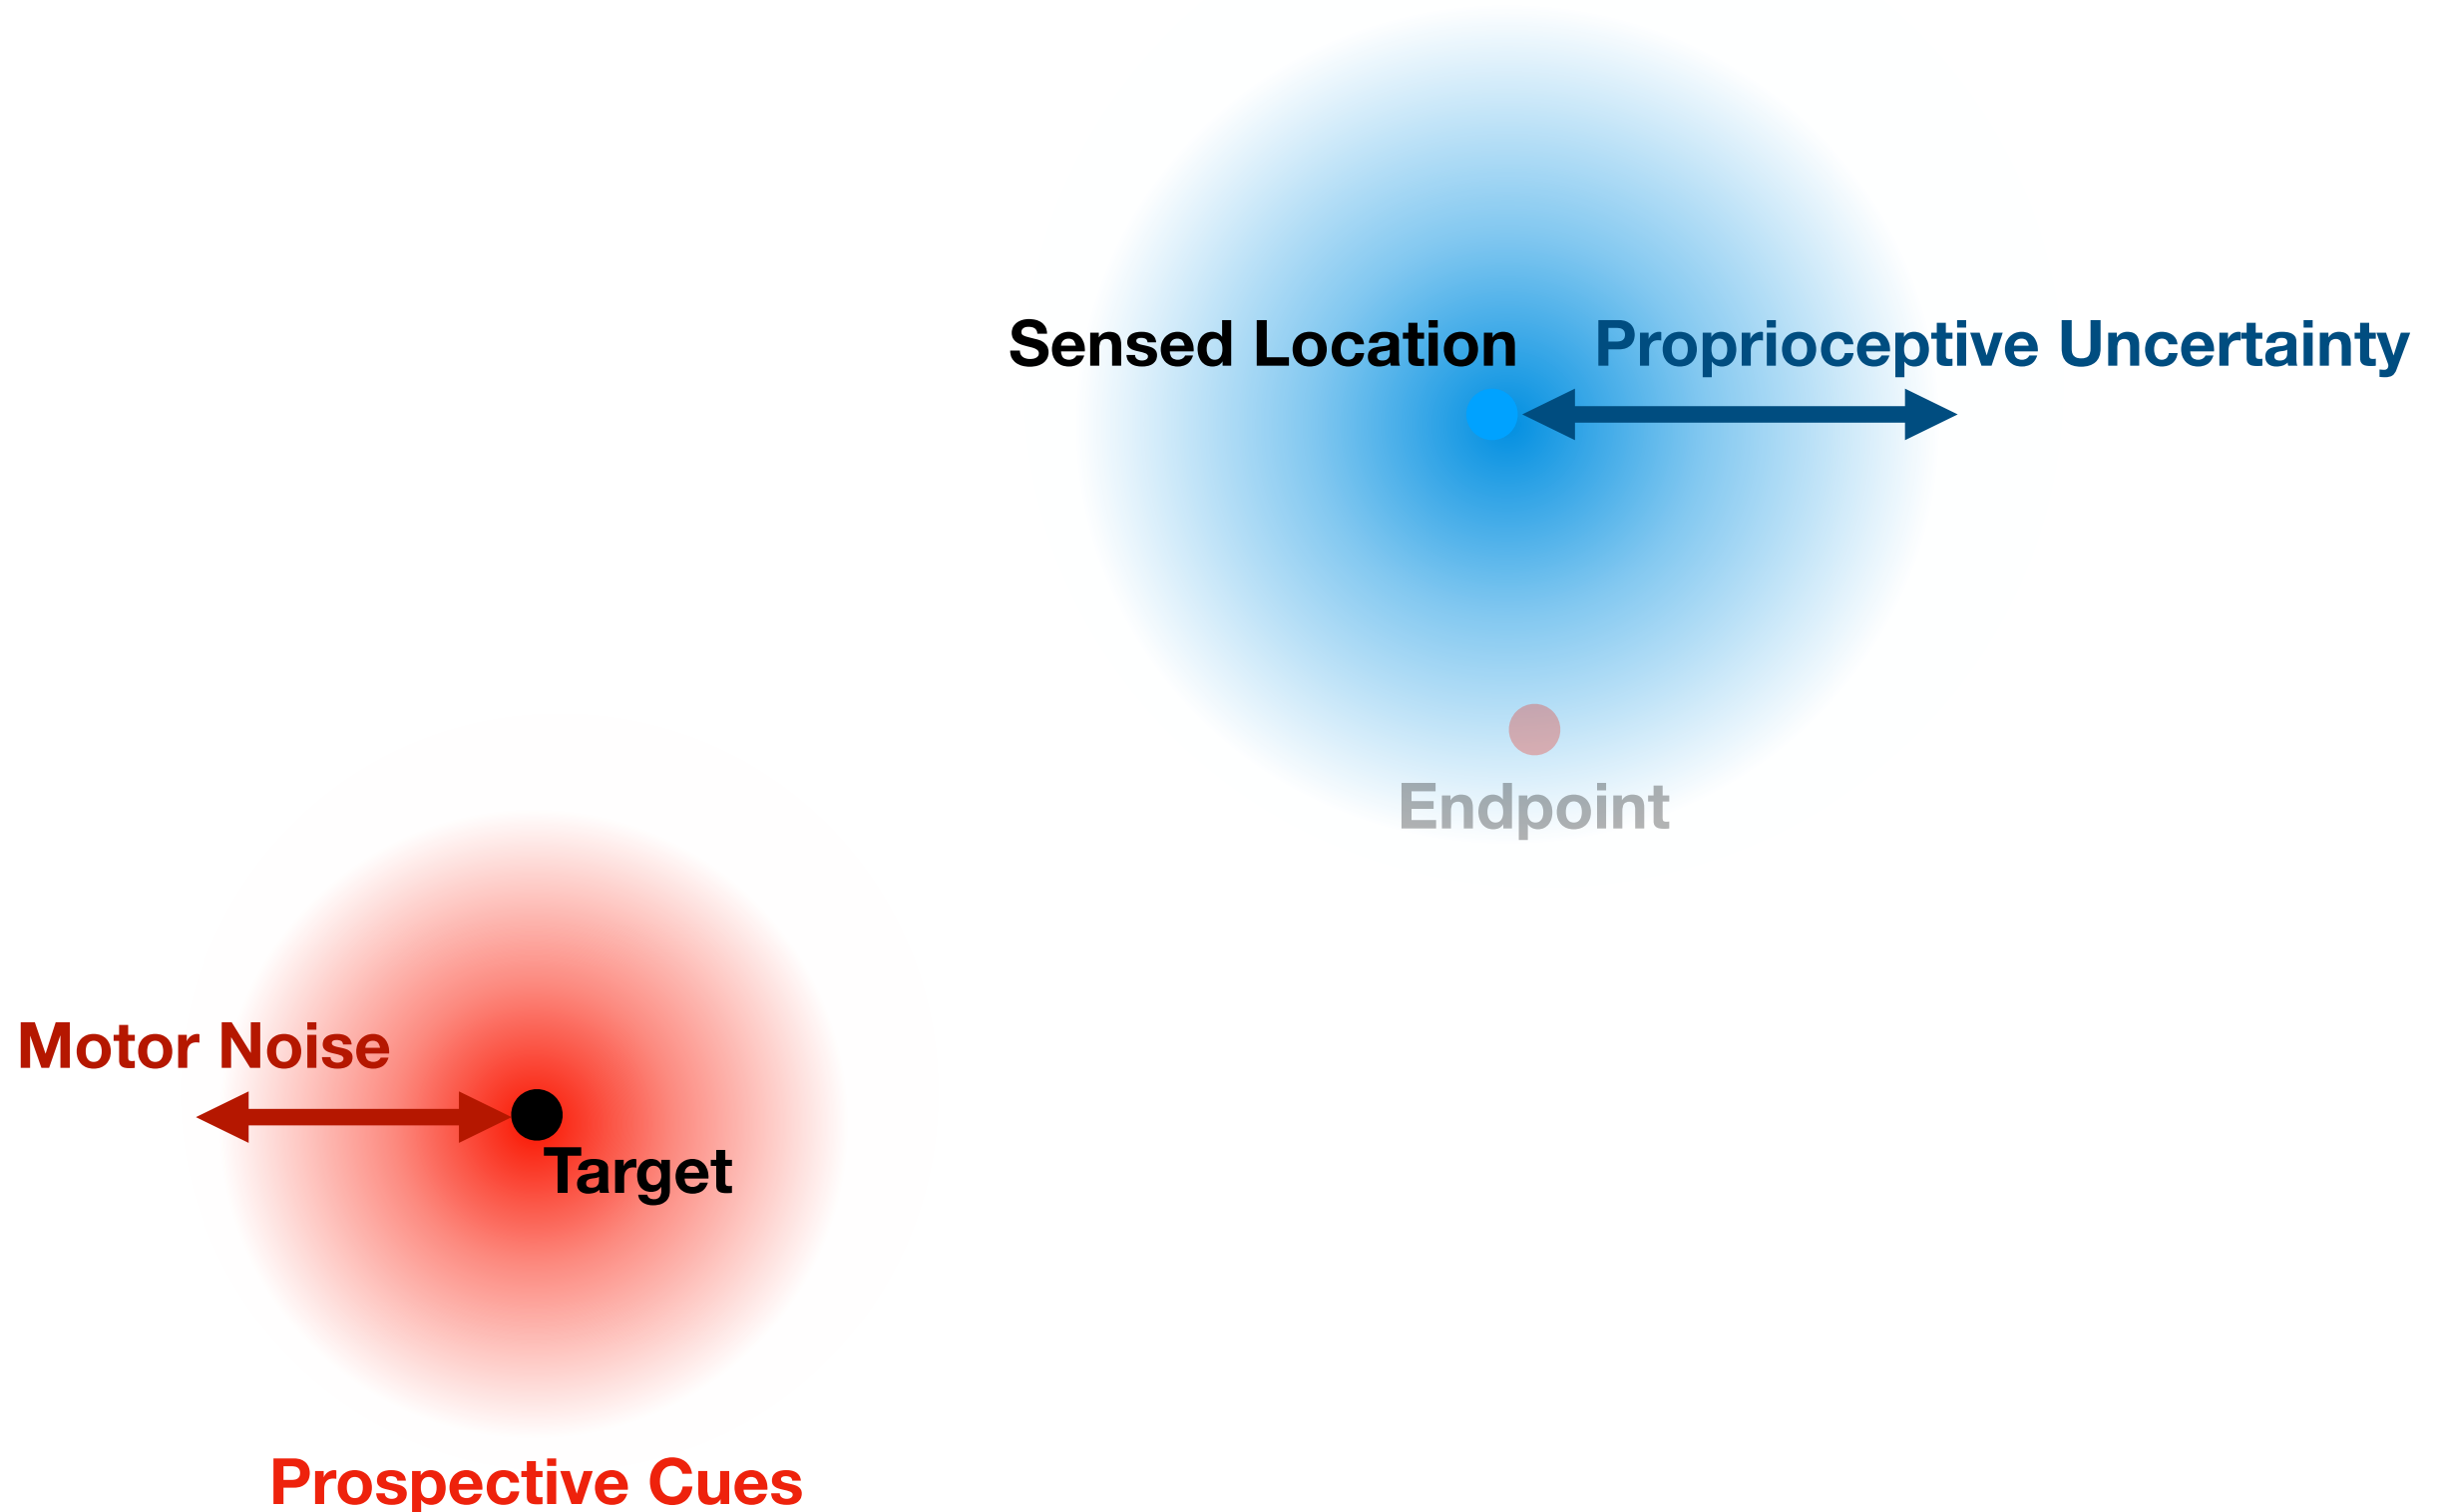 Sensed Location
Proprioceptive Uncertainty
Endpoint
Motor Noise
Target
Prospective Cues